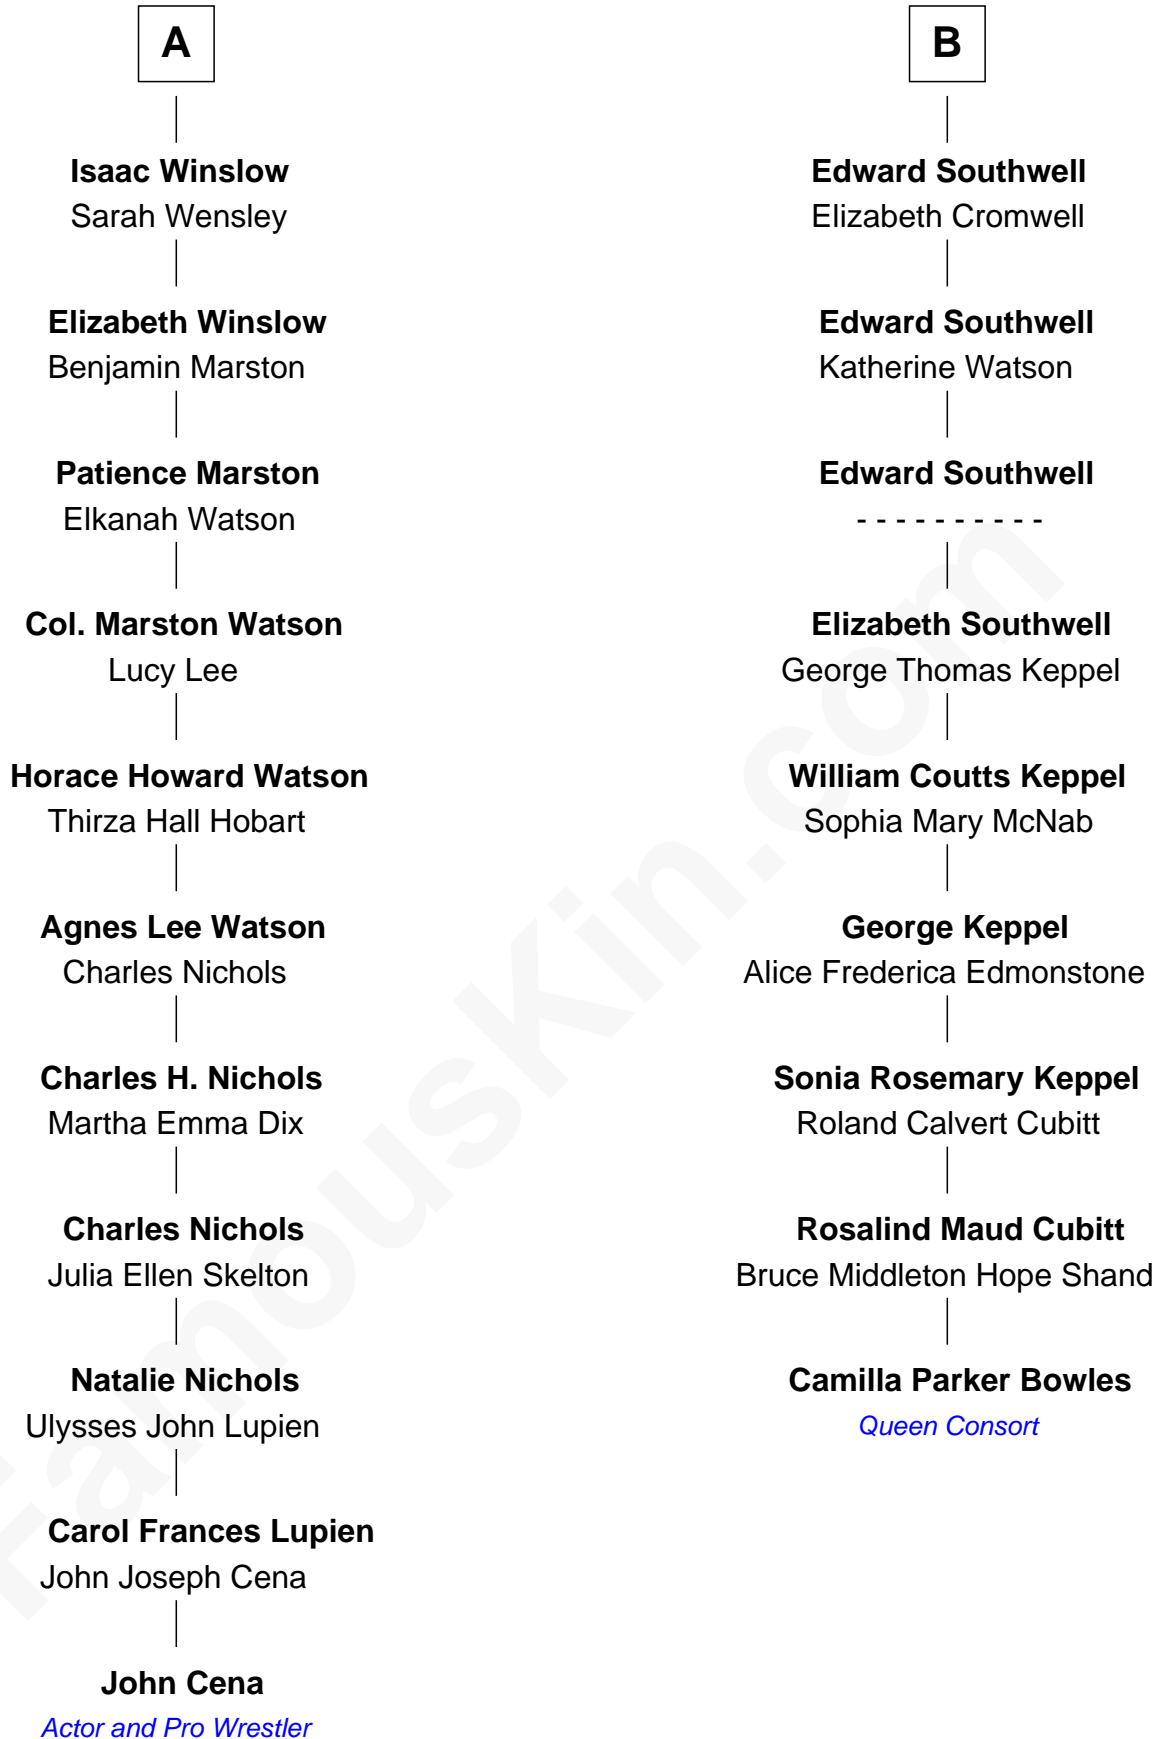 A
Isaac Winslow
Sarah Wensley
Elizabeth Winslow
Benjamin Marston
Patience Marston
Elkanah Watson
Col. Marston Watson
Lucy Lee
Horace Howard Watson
Thirza Hall Hobart
Agnes Lee Watson
Charles Nichols
Charles H. Nichols
Martha Emma Dix
Charles Nichols
Julia Ellen Skelton
Natalie Nichols
Ulysses John Lupien
Carol Frances Lupien
John Joseph Cena
John Cena
Actor and Pro Wrestler
B
Edward Southwell
Elizabeth Cromwell
Edward Southwell
Katherine Watson
Edward Southwell
- - - - - - - - - -
Elizabeth Southwell
George Thomas Keppel
William Coutts Keppel
Sophia Mary McNab
George Keppel
Alice Frederica Edmonstone
Sonia Rosemary Keppel
Roland Calvert Cubitt
Rosalind Maud Cubitt
Bruce Middleton Hope Shand
Camilla Parker Bowles
Queen Consort
FamousKin.com